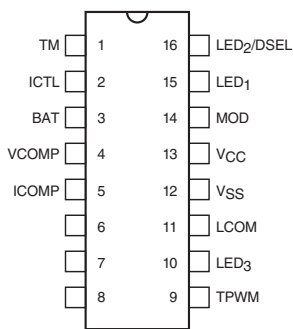 TM 1 16 LED2/DSEL
ICTL 2 15 LED1
BAT 3 14 MOD
VCOMP 4 13 VCC
ICOMP 5 12 VSS
6 11 LCOM
7 10 LED3
8 9 TPWM